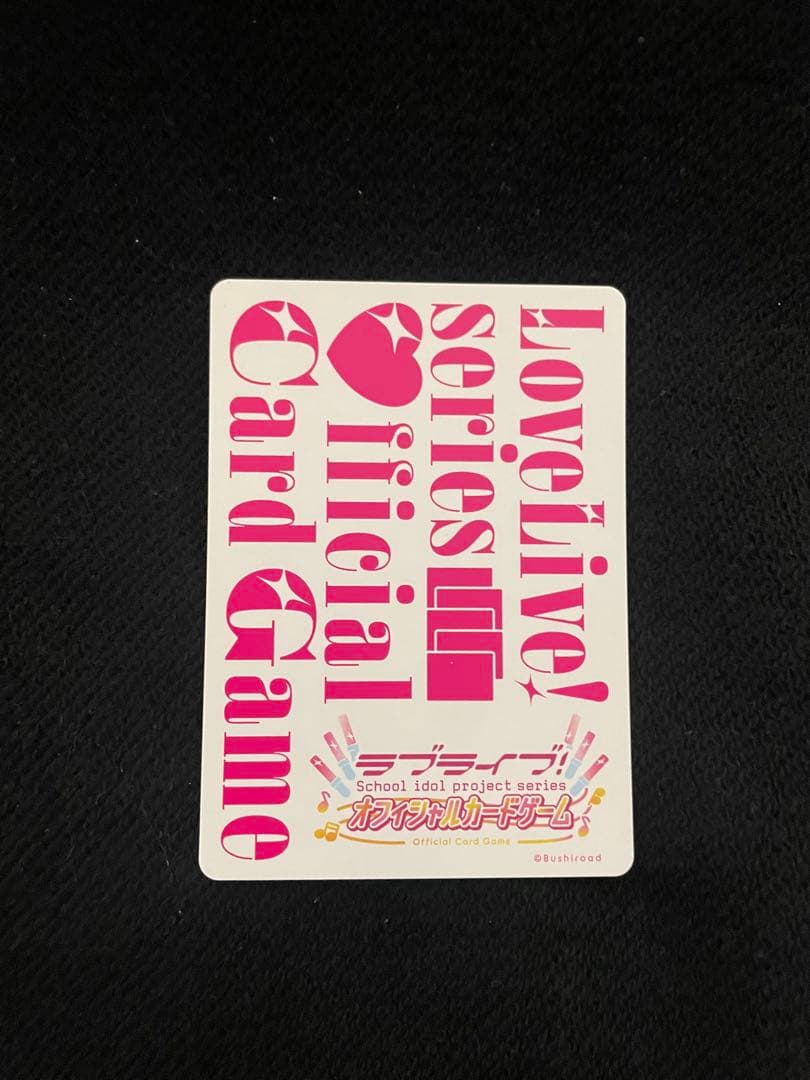 LoveLive!
series
Official
Card Game
ラブライブ!
School idol project series
オフィシャルカードゲーム
Official Card Game
©Bushiroad